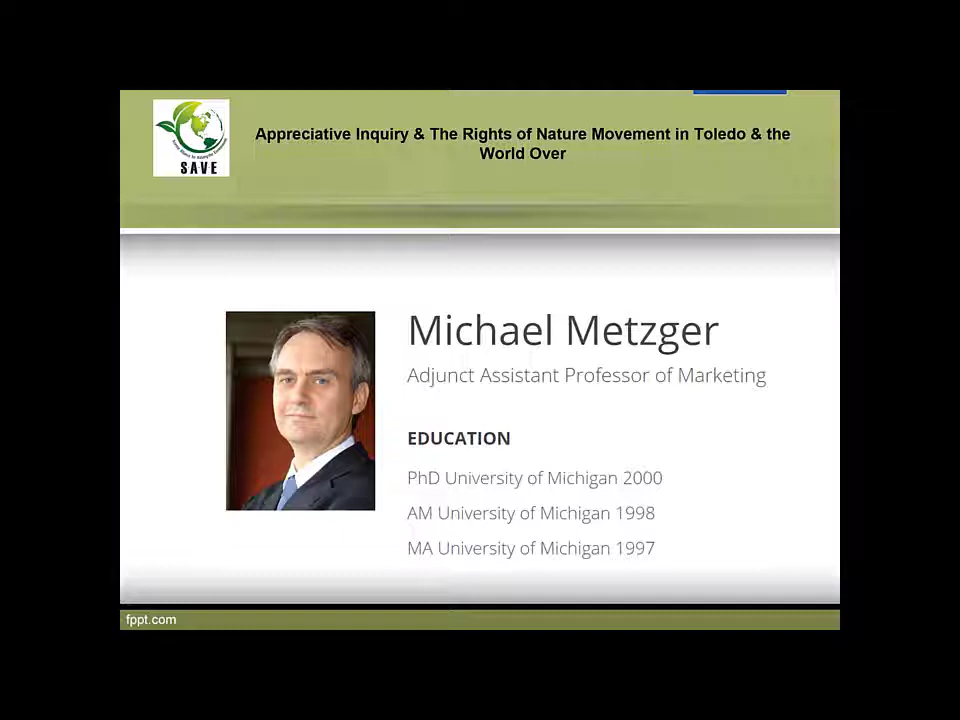 SAVE
Appreciative Inquiry & The Rights of Nature Movement in Toledo & the
World Over
Michael Metzger
Adjunct Assistant Professor of Marketing
EDUCATION
PhD University of Michigan 2000
AM University of Michigan 1998
MA University of Michigan 1997
fppt.com